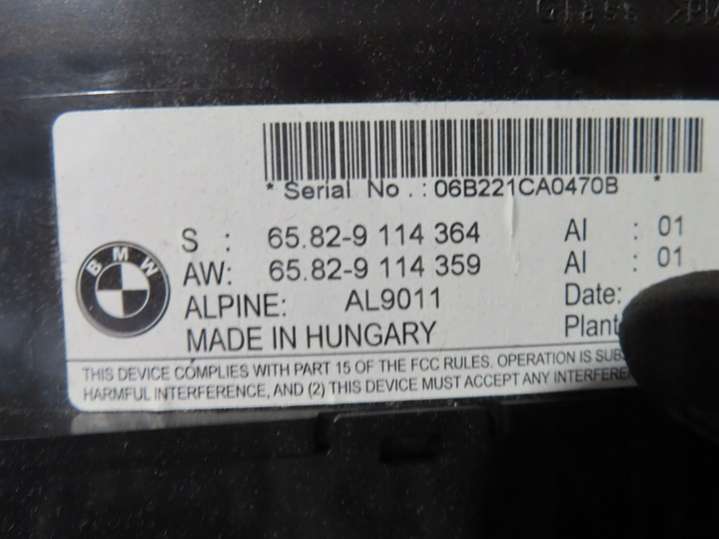 * Serial No. : 06B221CA0470B *
S : 65.82-9 114 364 AI : 01
AW: 65.82-9 114 359 AI : 01
BMW
ALPINE: AL9011 Date:
MADE IN HUNGARY Plant
THIS DEVICE COMPLIES WITH PART 15 OF THE FCC RULES. OPERATION IS
HARMFUL INTERFERENCE, AND (2) THIS DEVICE MUST ACCEPT ANY